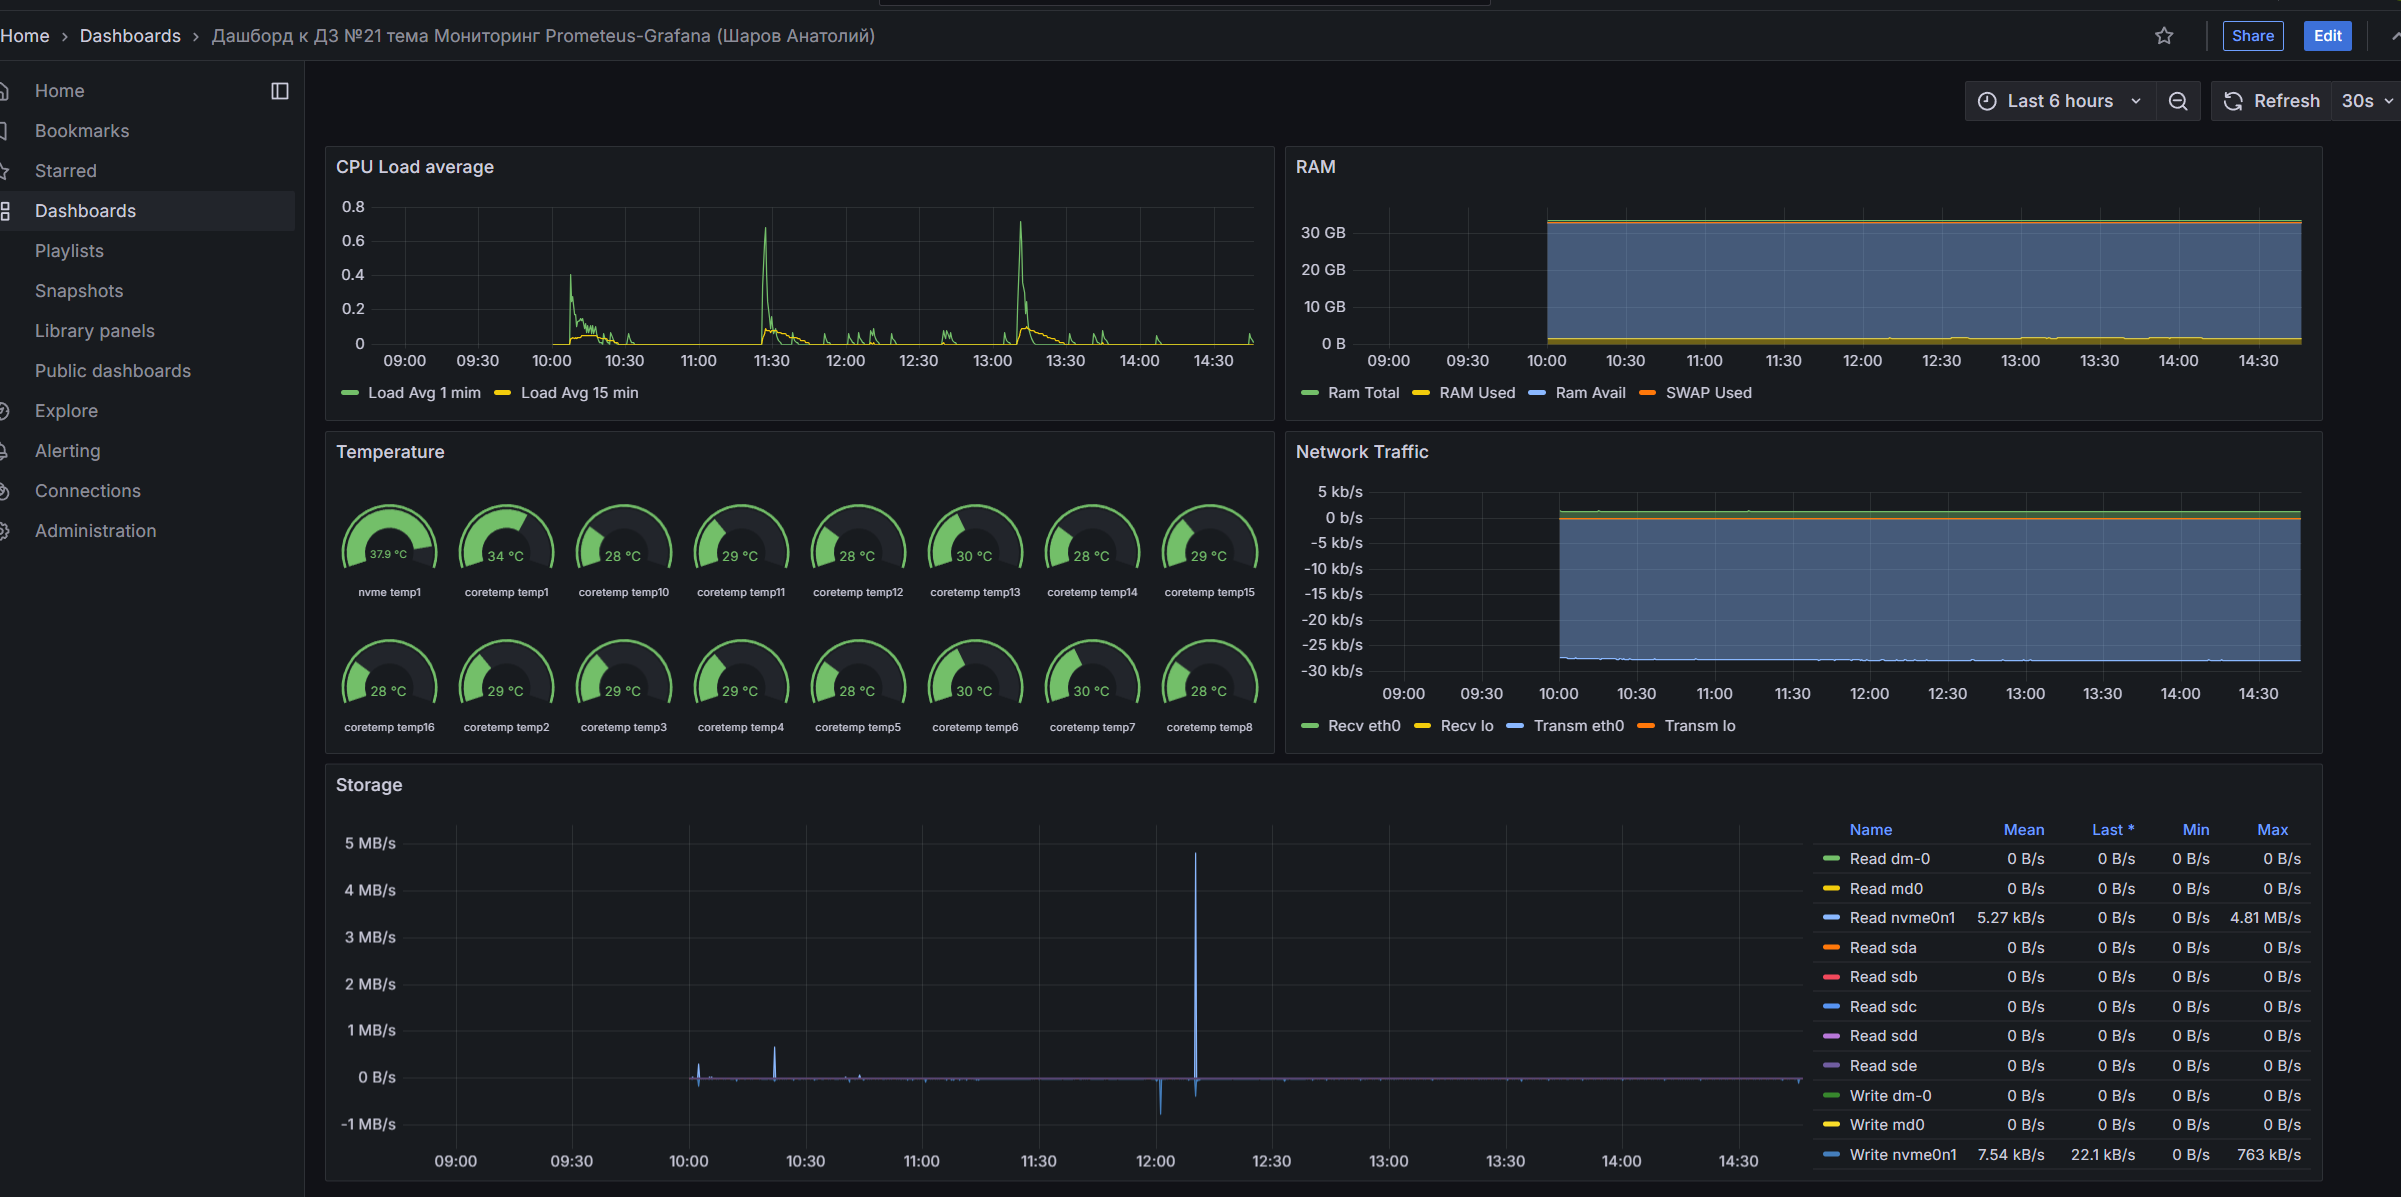 Home › Dashboards › Дашборд к ДЗ №21 тема Мониторинг Prometeus-Grafana (Шаров Анатолий)
Share
Edit
Home
Bookmarks
Starred
Dashboards
Playlists
Snapshots
Library panels
Public dashboards
Explore
Alerting
Connections
Administration
Last 6 hours
Refresh
30s
CPU Load average
0.8
0.6
0.4
0.2
0
09:00 09:30 10:00 10:30 11:00 11:30 12:00 12:30 13:00 13:30 14:00 14:30
Load Avg 1 mim Load Avg 15 min
RAM
30 GB
20 GB
10 GB
0 B
09:00 09:30 10:00 10:30 11:00 11:30 12:00 12:30 13:00 13:30 14:00 14:30
Ram Total RAM Used Ram Avail SWAP Used
Temperature
37.9 °C 34 °C 28 °C 29 °C 28 °C 30 °C 28 °C 29 °C
nvme temp1 coretemp temp1 coretemp temp10 coretemp temp11 coretemp temp12 coretemp temp13 coretemp temp14 coretemp temp15
28 °C 29 °C 29 °C 29 °C 28 °C 30 °C 30 °C 28 °C
coretemp temp16 coretemp temp2 coretemp temp3 coretemp temp4 coretemp temp5 coretemp temp6 coretemp temp7 coretemp temp8
Network Traffic
5 kb/s
0 b/s
-5 kb/s
-10 kb/s
-15 kb/s
-20 kb/s
-25 kb/s
-30 kb/s
09:00 09:30 10:00 10:30 11:00 11:30 12:00 12:30 13:00 13:30 14:00 14:30
Recv eth0 Recv lo Transm eth0 Transm lo
Storage
5 MB/s
4 MB/s
3 MB/s
2 MB/s
1 MB/s
0 B/s
-1 MB/s
09:00 09:30 10:00 10:30 11:00 11:30 12:00 12:30 13:00 13:30 14:00 14:30
Name Mean Last * Min Max
Read dm-0 0 B/s 0 B/s 0 B/s 0 B/s
Read md0 0 B/s 0 B/s 0 B/s 0 B/s
Read nvme0n1 5.27 kB/s 0 B/s 0 B/s 4.81 MB/s
Read sda 0 B/s 0 B/s 0 B/s 0 B/s
Read sdb 0 B/s 0 B/s 0 B/s 0 B/s
Read sdc 0 B/s 0 B/s 0 B/s 0 B/s
Read sdd 0 B/s 0 B/s 0 B/s 0 B/s
Read sde 0 B/s 0 B/s 0 B/s 0 B/s
Write dm-0 0 B/s 0 B/s 0 B/s 0 B/s
Write md0 0 B/s 0 B/s 0 B/s 0 B/s
Write nvme0n1 7.54 kB/s 22.1 kB/s 0 B/s 763 kB/s